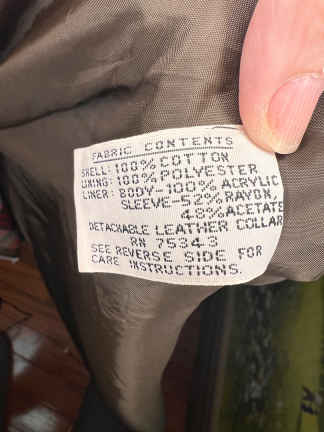 FABRIC CONTENTS
SHELL: 100% COTTON
LINING: 100% POLYESTER
LINER: BODY-100% ACRYLIC
SLEEVE-52% RAYON,
48% ACETATE
DETACHABLE LEATHER COLLAR
RN 75343
SEE REVERSE SIDE FOR
CARE INSTRUCTIONS.